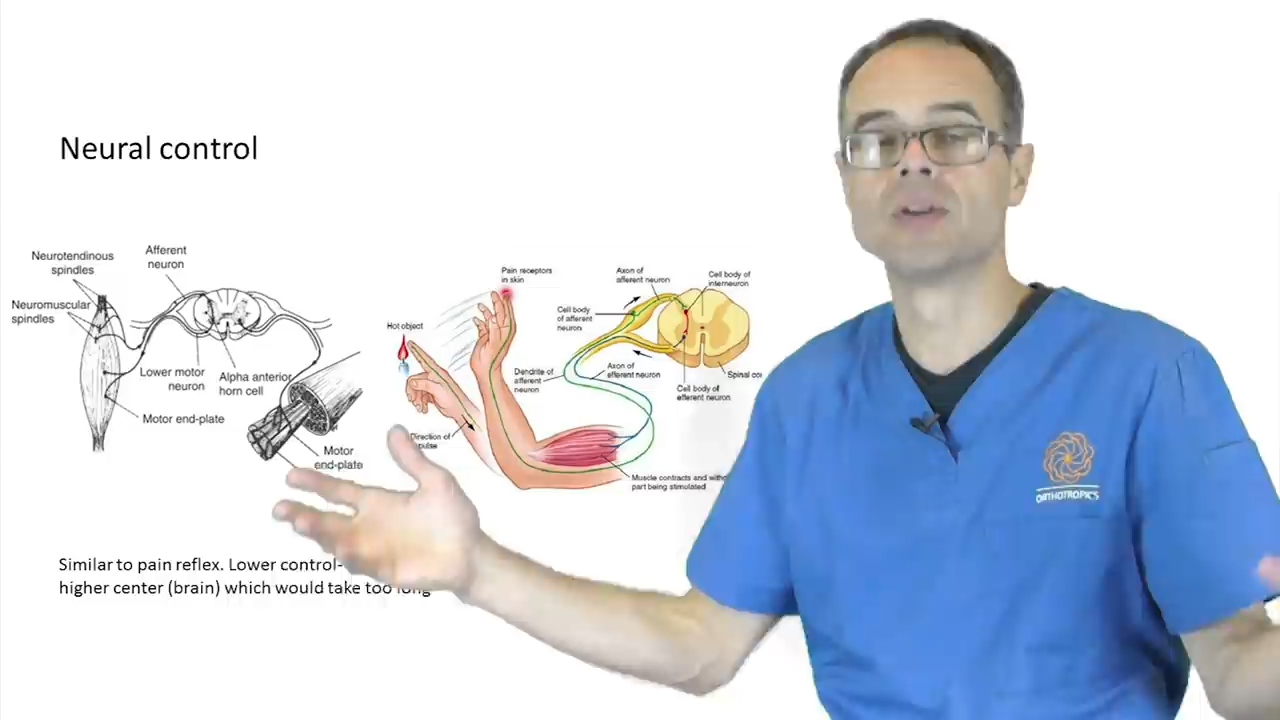 Neural control
Neurotendinous
spindles
Afferent
neuron
Neuromuscular
spindles
Lower motor
neuron
Alpha anterior
horn cell
Motor end-plate
Motor
end-plate
Pain receptors
in skin
Hot object
Direction of
Axon of
afferent neuron
Cell body of
interneuron
Cell body
of afferent
neuron
Dendrite of
afferent
neuron
Axon of
efferent neuron
Spinal
Cell body of
efferent neuron
Muscle contracts and
part being stimulated
Similar to pain reflex. Lower control-
higher center (brain) which would take too long
ORTHOTROPICS